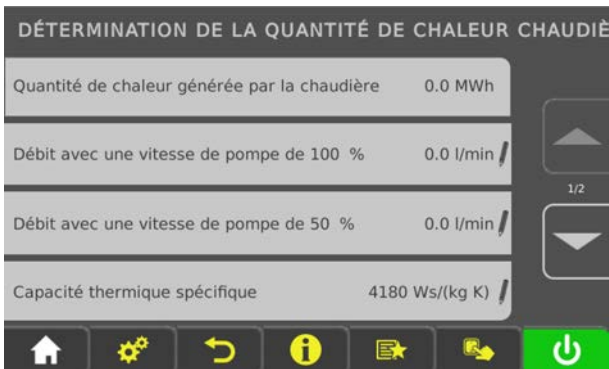 DÉTERMINATION DE LA QUANTITÉ DE CHALEUR CHAUDIÈ
Quantité de chaleur générée par la chaudière 0.0 MWh
Débit avec une vitesse de pompe de 100 % 0.0 l/min
1/2
Débit avec une vitesse de pompe de 50 % 0.0 l/min
Capacité thermique spécifique 4180 Ws/(kg K)